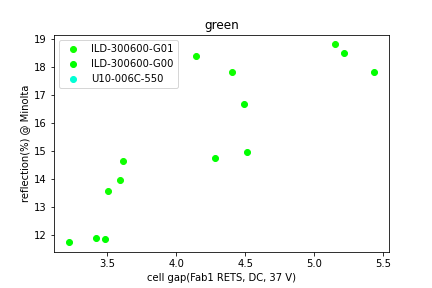 green
ILD-300600-G01
ILD-300600-G00
U10-006C-550
reflection(%) @ Minolta
19
18
17
16
15
14
13
12
3.5 4.0 4.5 5.0 5.5
cell gap(Fab1 RETS, DC, 37 V)